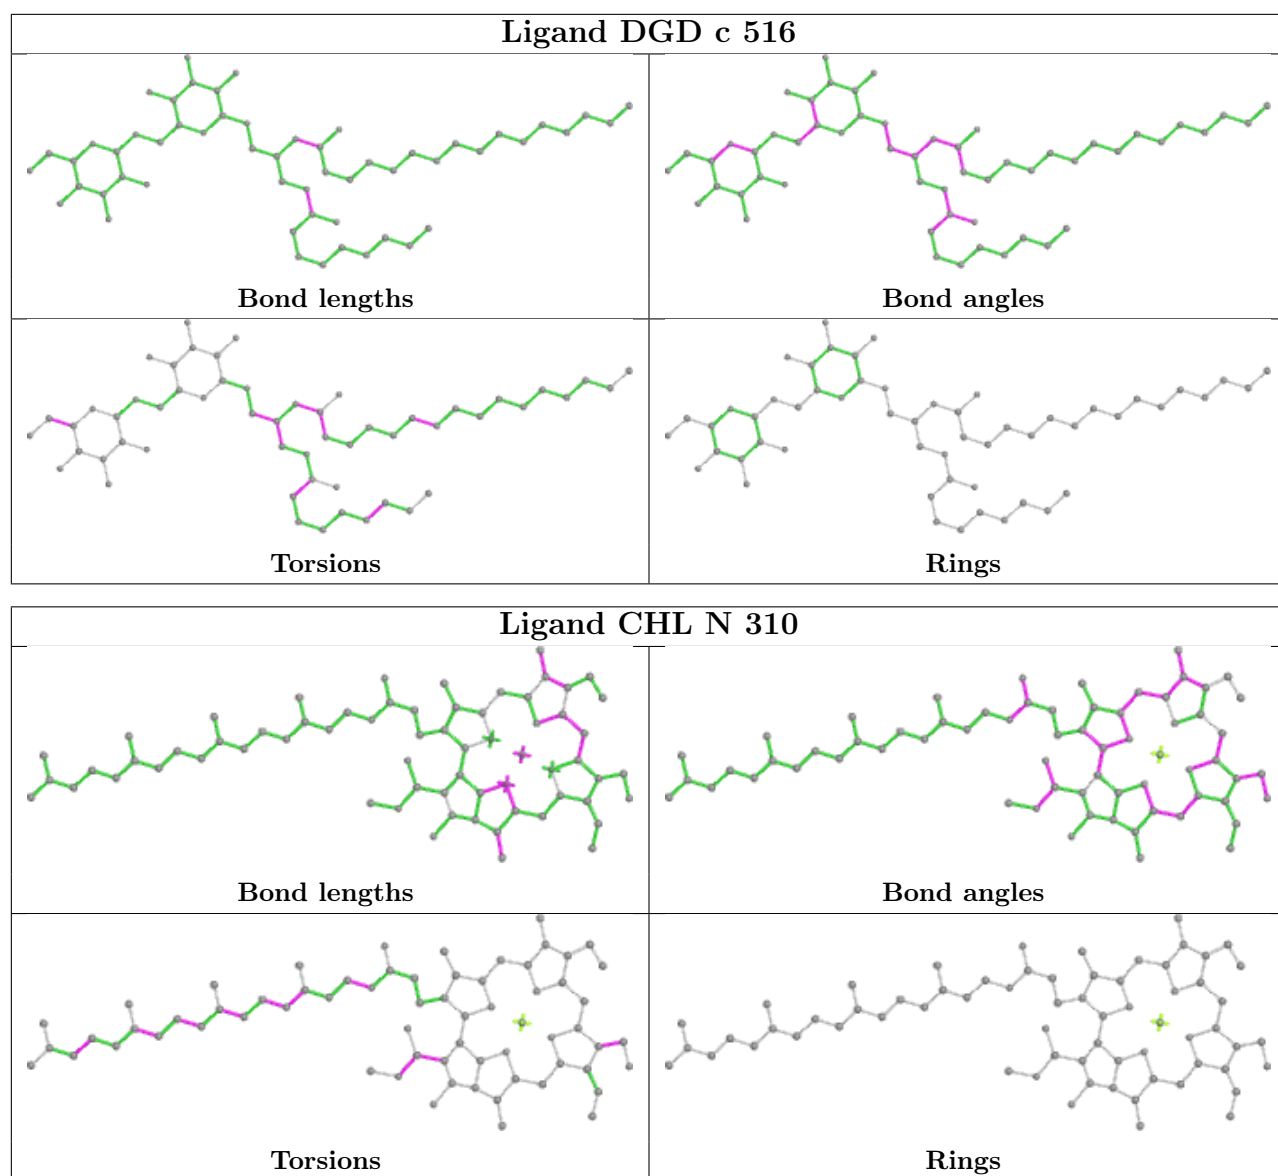 Ligand DGD c 516
Bond lengths
Bond angles
Torsions
Rings
Ligand CHL N 310
Bond lengths
Bond angles
Torsions
Rings